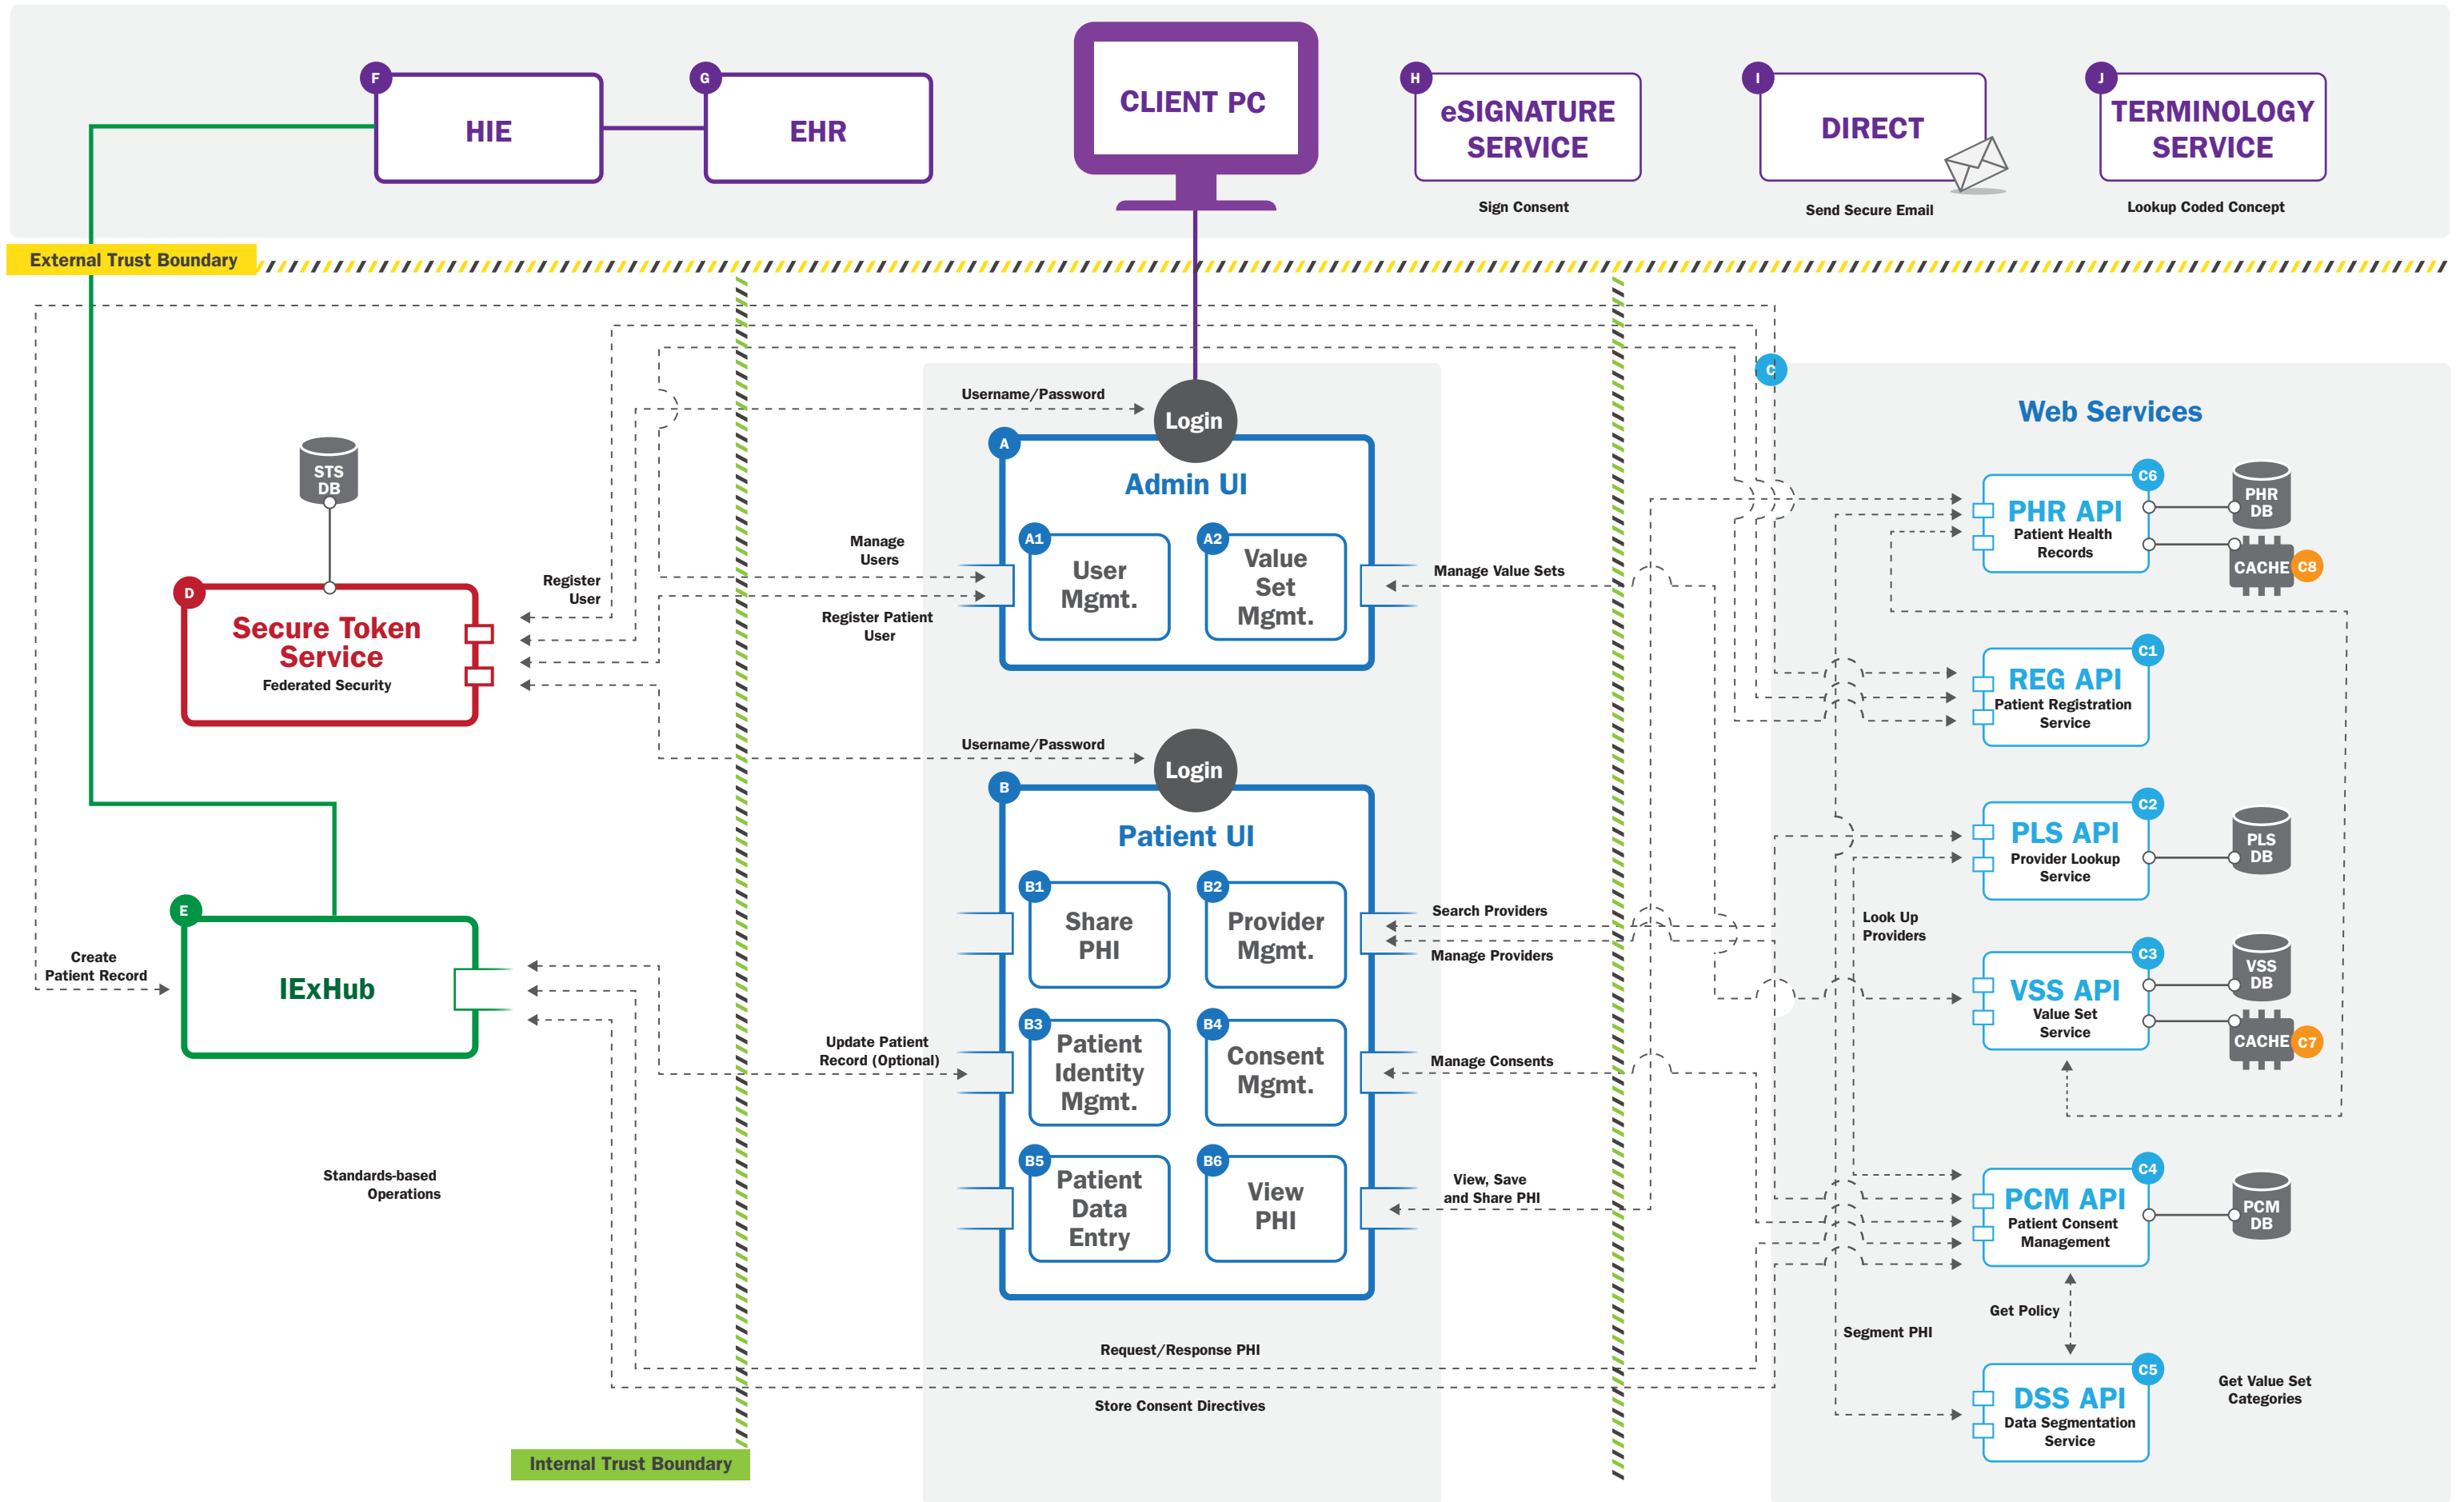 F
HIE
G
EHR
CLIENT PC
H
eSIGNATURE
SERVICE
Sign Consent
I
DIRECT
Send Secure Email
J
TERMINOLOGY
SERVICE
Lookup Coded Concept
External Trust Boundary
STS
DB
D
Secure Token
Service
Federated Security
Register
User
E
IExHub
Create
Patient Record
Standards-based
Operations
Internal Trust Boundary
Username/Password
Login
A
Admin UI
A1
User
Mgmt.
A2
Value
Set
Mgmt.
Manage
Users
Register Patient
User
Manage Value Sets
Username/Password
Login
B
Patient UI
B1
Share
PHI
B2
Provider
Mgmt.
B3
Patient
Identity
Mgmt.
B4
Consent
Mgmt.
B5
Patient
Data
Entry
B6
View
PHI
Update Patient
Record (Optional)
Search Providers
Manage Providers
Manage Consents
View, Save
and Share PHI
Request/Response PHI
Store Consent Directives
C
Web Services
C6
PHR API
Patient Health
Records
PHR
DB
CACHE
C8
C1
REG API
Patient Registration
Service
C2
PLS API
Provider Lookup
Service
PLS
DB
Look Up
Providers
C3
VSS API
Value Set
Service
VSS
DB
CACHE
C7
C4
PCM API
Patient Consent
Management
PCM
DB
Get Policy
Segment PHI
C5
DSS API
Data Segmentation
Service
Get Value Set
Categories